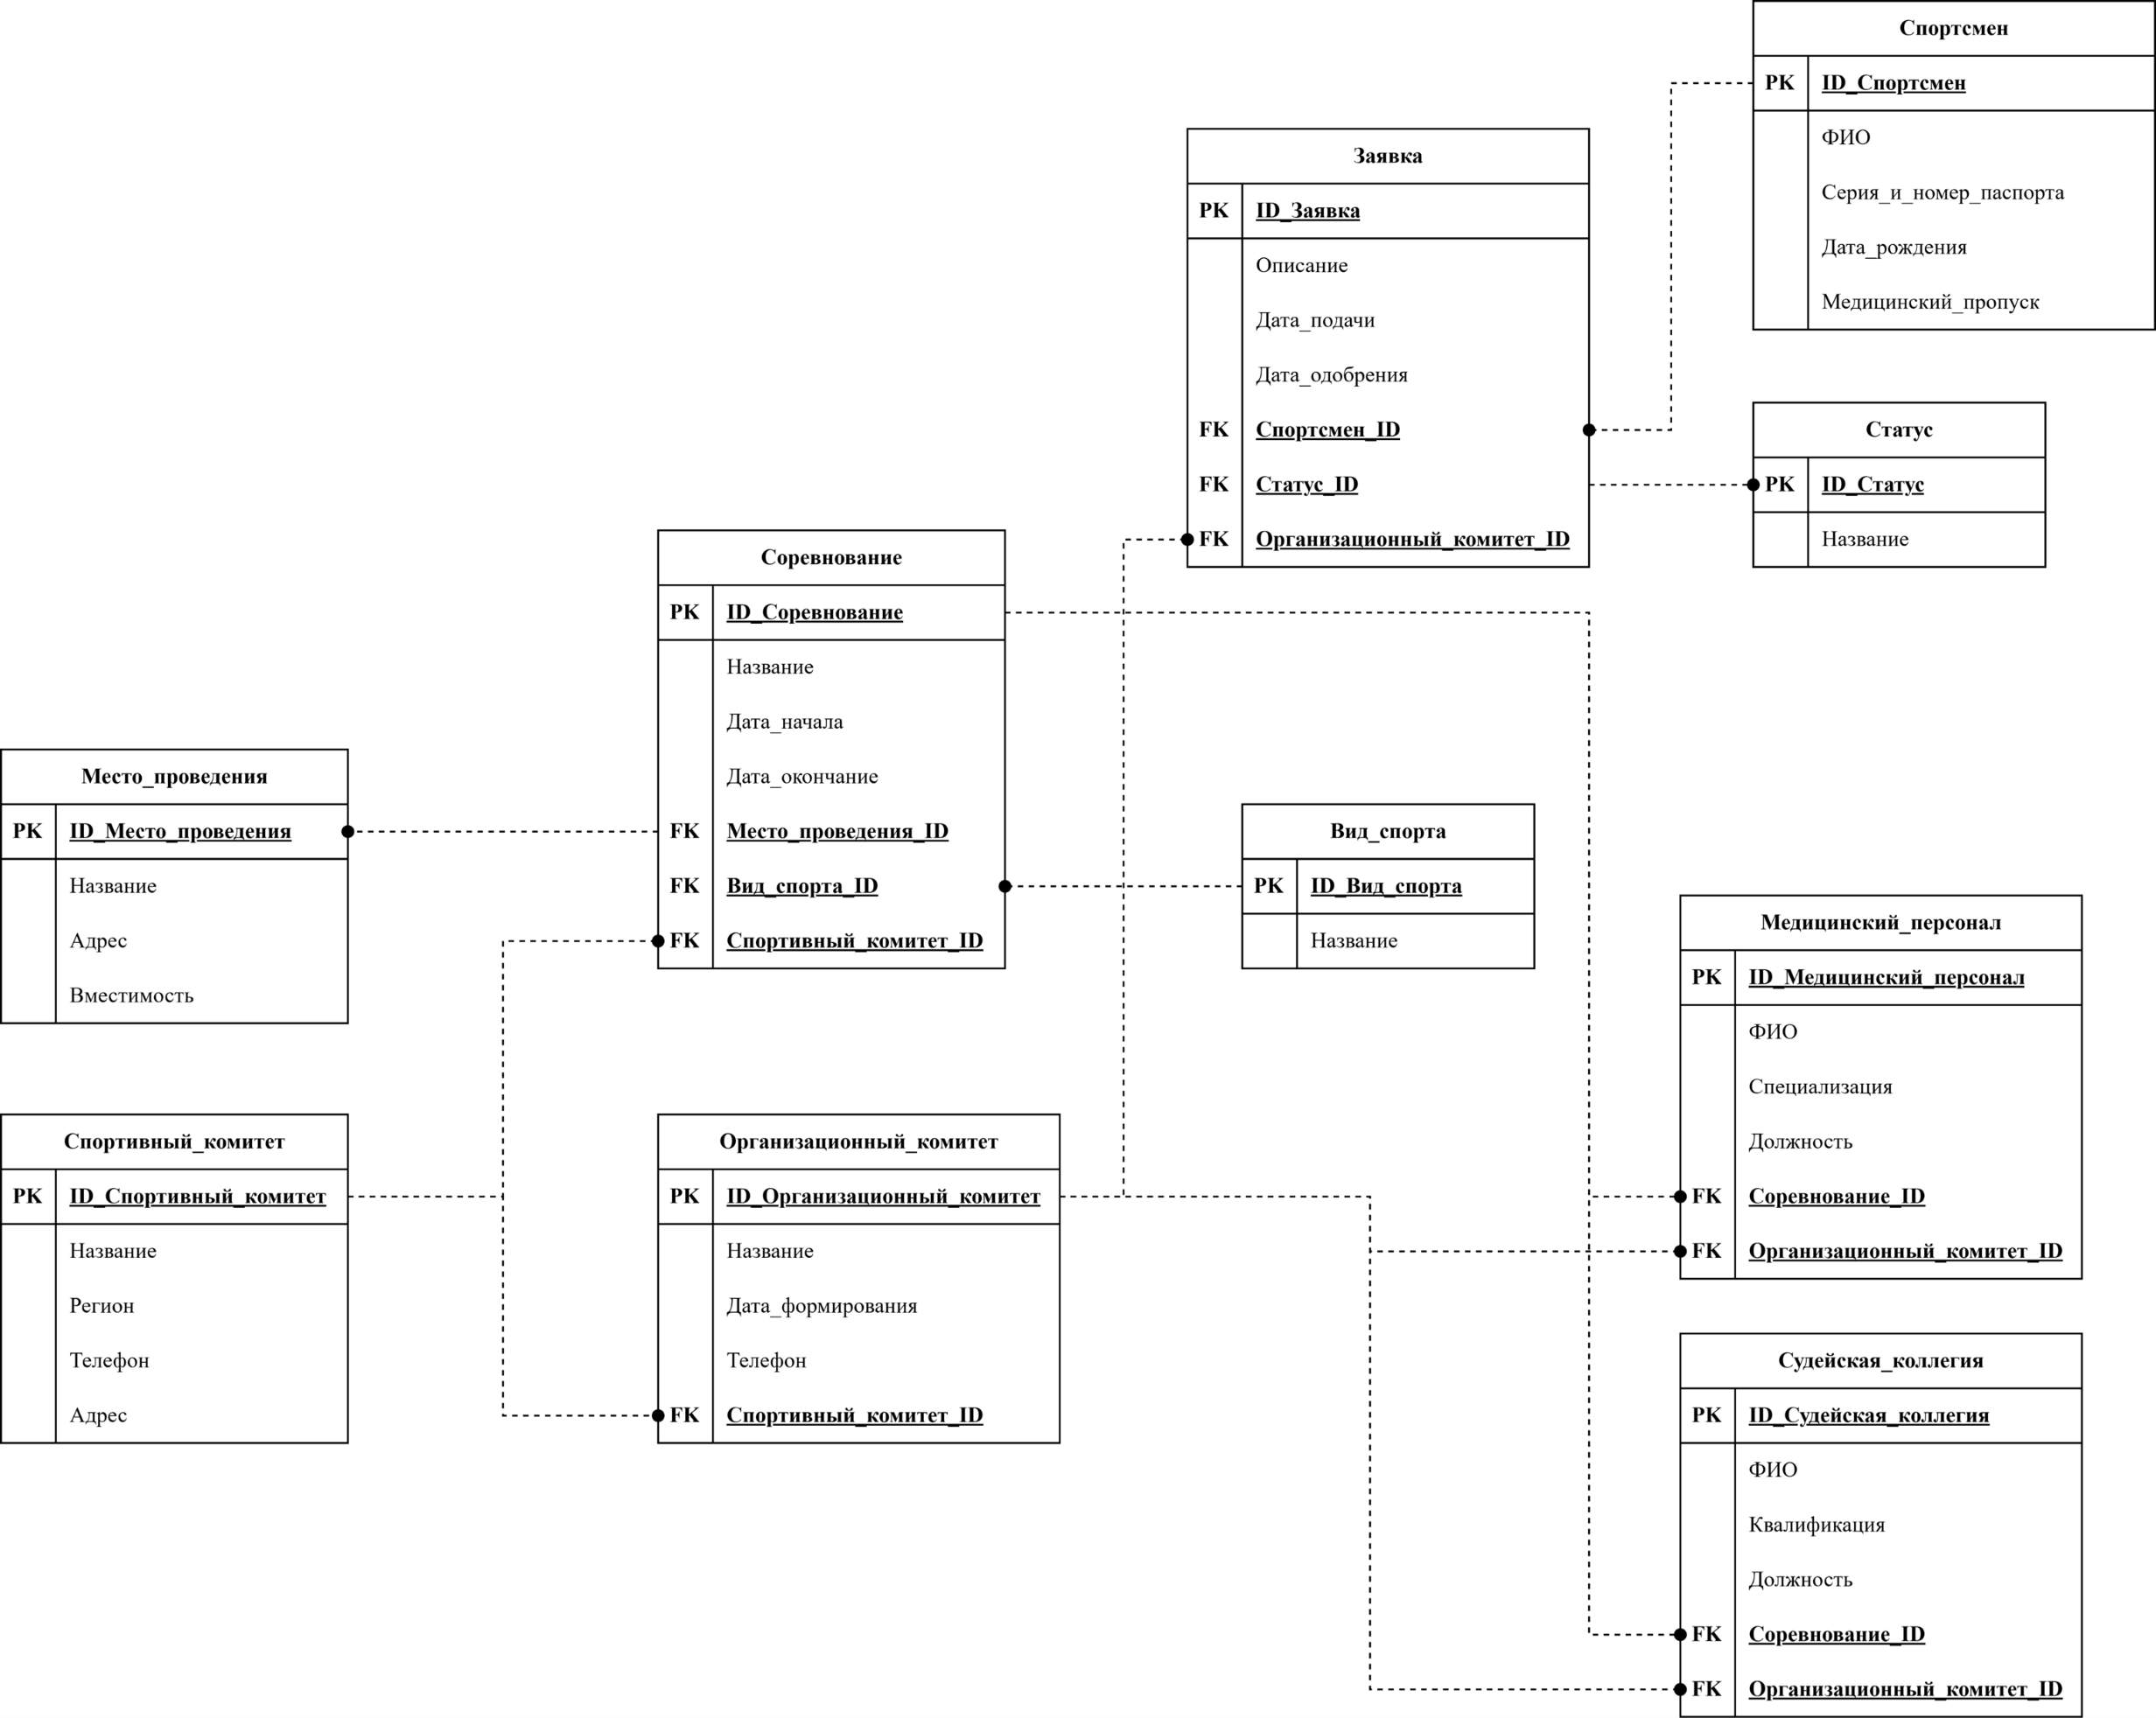 Спортсмен
PK ID_Спортсмен
ФИО
Серия_и_номер_паспорта
Дата_рождения
Медицинский_пропуск
Заявка
PK ID_Заявка
Описание
Дата_подачи
Дата_одобрения
FK Спортсмен_ID
FK Статус_ID
FK Организационный_комитет_ID
Статус
PK ID_Статус
Название
Соревнование
PK ID_Соревнование
Название
Дата_начала
Дата_окончание
FK Место_проведения_ID
FK Вид_спорта_ID
FK Спортивный_комитет_ID
Место_проведения
PK ID_Место_проведения
Название
Адрес
Вместимость
Вид_спорта
PK ID_Вид_спорта
Название
Медицинский_персонал
PK ID_Медицинский_персонал
ФИО
Специализация
Должность
FK Соревнование_ID
FK Организационный_комитет_ID
Спортивный_комитет
PK ID_Спортивный_комитет
Название
Регион
Телефон
Адрес
Организационный_комитет
PK ID_Организационный_комитет
Название
Дата_формирования
Телефон
FK Спортивный_комитет_ID
Судейская_коллегия
PK ID_Судейская_коллегия
ФИО
Квалификация
Должность
FK Соревнование_ID
FK Организационный_комитет_ID